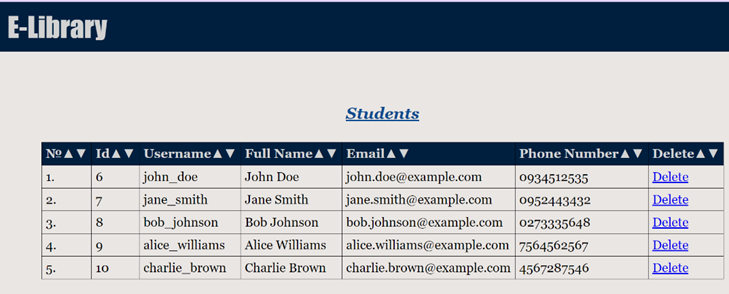 E-Library
Students
№▲▼ Id▲▼ Username▲▼ Full Name▲▼ Email▲▼ Phone Number▲▼ Delete▲▼
1. 6 john_doe John Doe john.doe@example.com 0934512535 Delete
2. 7 jane_smith Jane Smith jane.smith@example.com 0952443432 Delete
3. 8 bob_johnson Bob Johnson bob.johnson@example.com 0273335648 Delete
4. 9 alice_williams Alice Williams alice.williams@example.com 7564562567 Delete
5. 10 charlie_brown Charlie Brown charlie.brown@example.com 4567287546 Delete